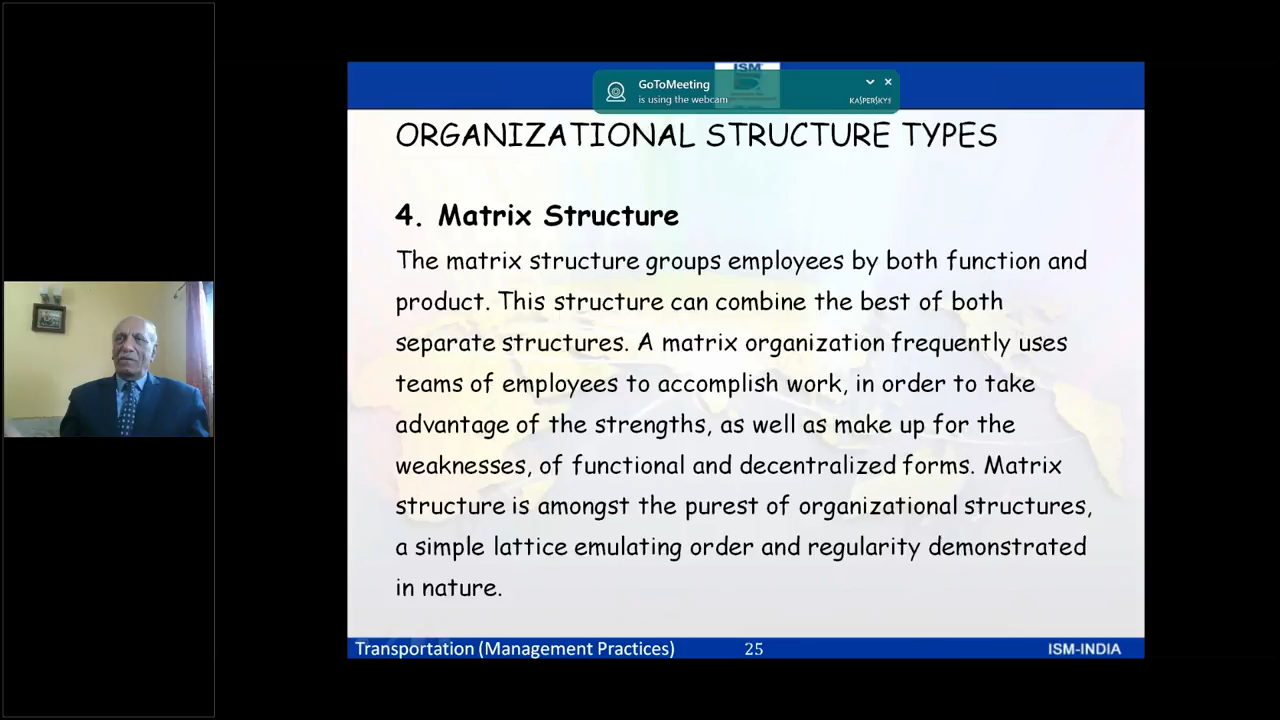 ISM
GoToMeeting
is using the webcam
KASPERSKY
ORGANIZATIONAL STRUCTURE TYPES
4. Matrix Structure
The matrix structure groups employees by both function and
product. This structure can combine the best of both
separate structures. A matrix organization frequently uses
teams of employees to accomplish work, in order to take
advantage of the strengths, as well as make up for the
weaknesses, of functional and decentralized forms. Matrix
structure is amongst the purest of organizational structures,
a simple lattice emulating order and regularity demonstrated
in nature.
Transportation (Management Practices) 25 ISM-INDIA